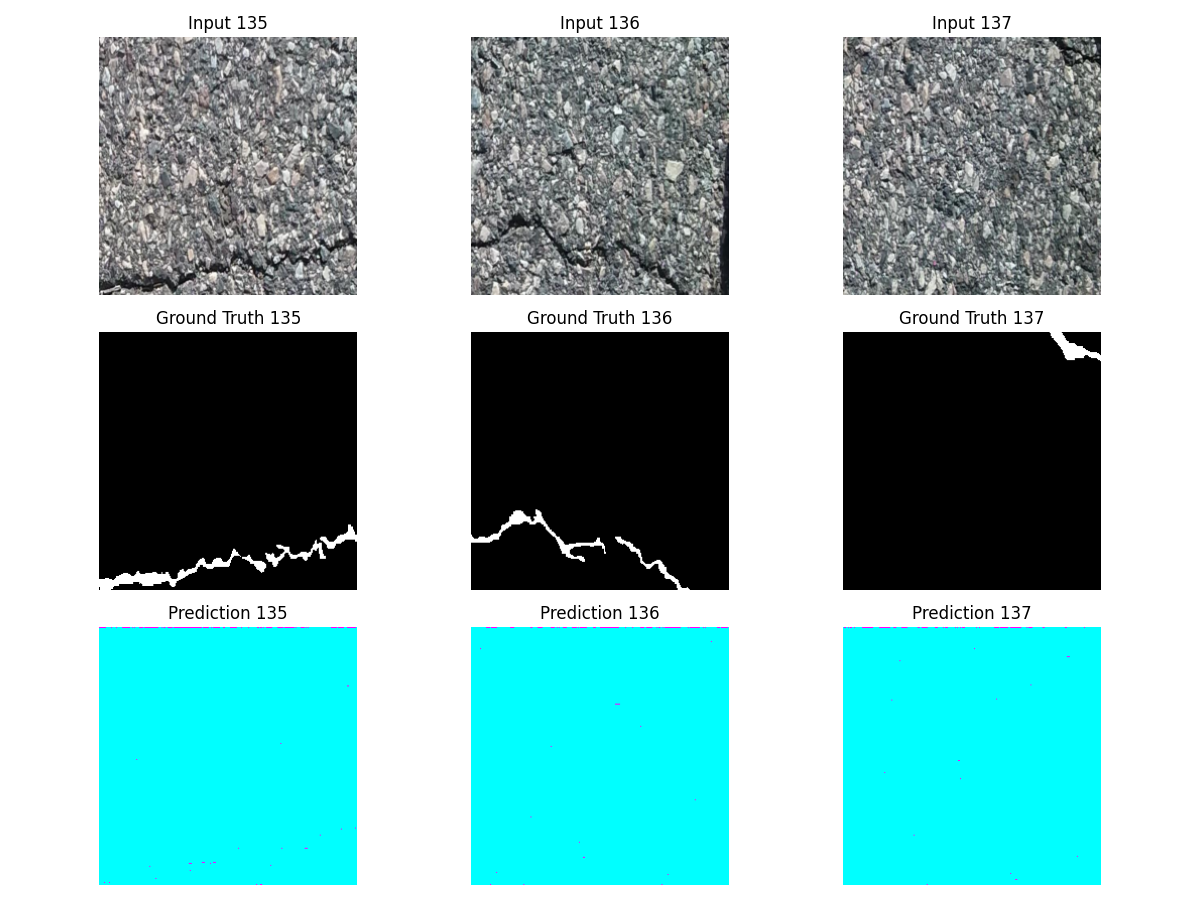 Input 135
Input 136
Input 137
Ground Truth 135
Ground Truth 136
Ground Truth 137
Prediction 135
Prediction 136
Prediction 137